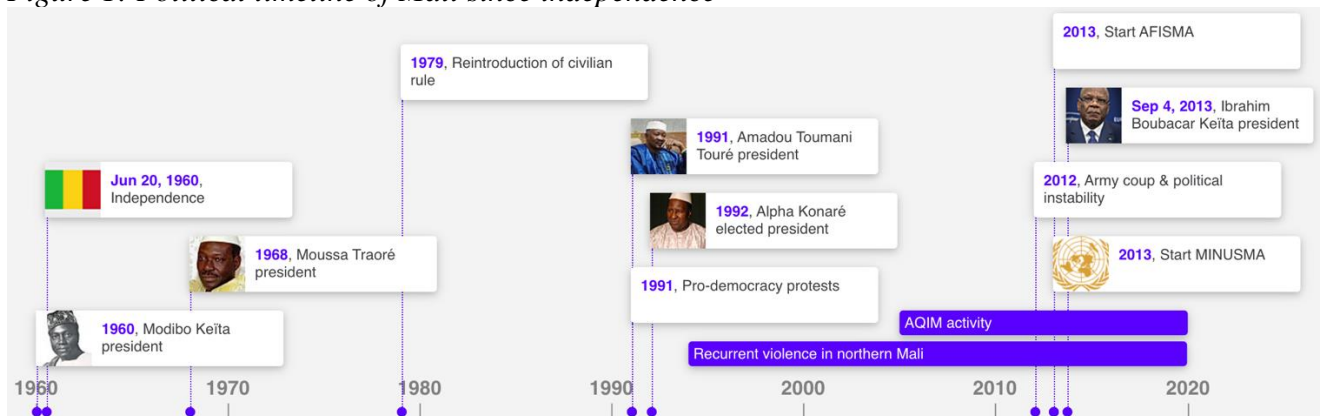 Figure 1: Political timeline of Mali since independence
2013, Start AFISMA
1979, Reintroduction of civilian
rule
Sep 4, 2013, Ibrahim
Boubacar Keïta president
1991, Amadou Toumani
Touré president
Jun 20, 1960,
Independence
2012, Army coup & political
instability
1992, Alpha Konaré
elected president
1968, Moussa Traoré
president
2013, Start MINUSMA
1991, Pro-democracy protests
1960, Modibo Keïta
president
AQIM activity
Recurrent violence in northern Mali
1960 1970 1980 1990 2000 2010 2020